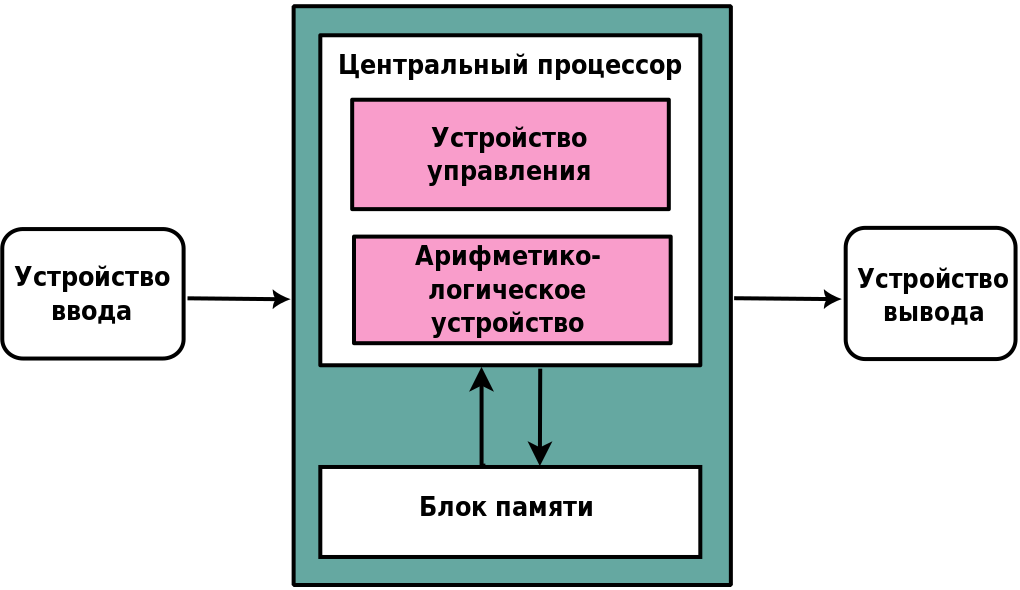 Центральный процессор
Устройство
управления
Арифметико-
логическое
устройство
Устройство
ввода
Устройство
вывода
Блок памяти